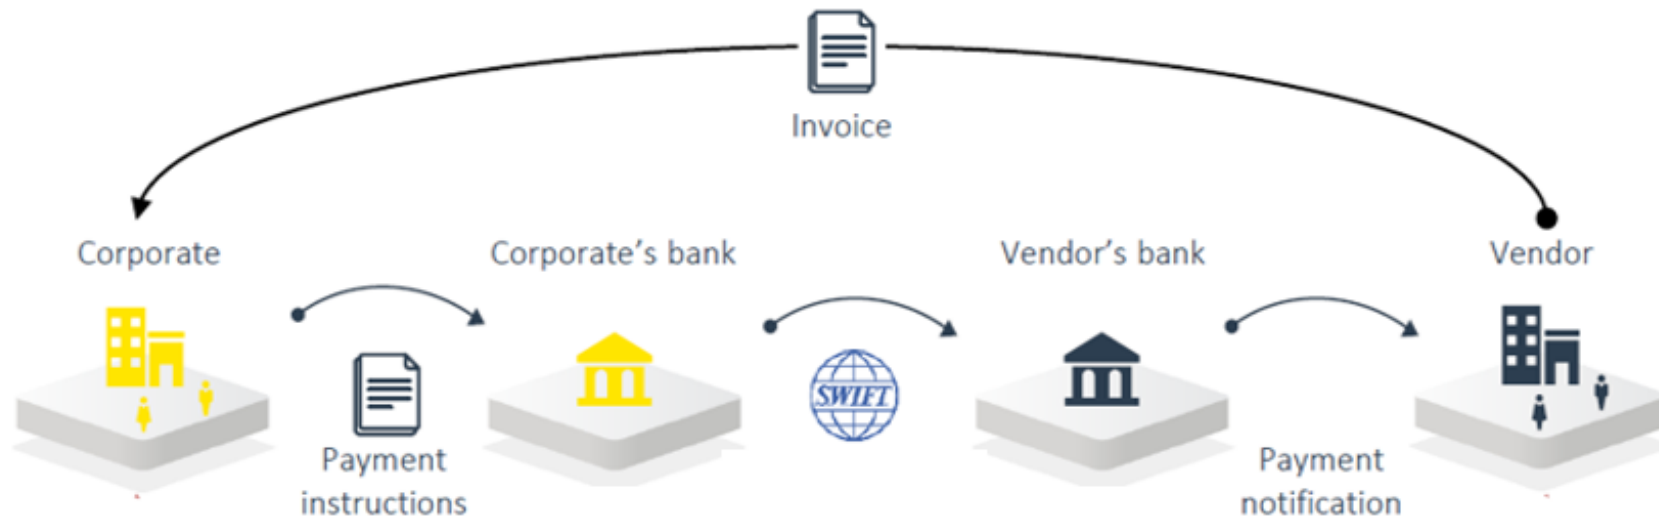 Invoice
Corporate
Corporate's bank
Vendor's bank
Vendor
SWIFT
Payment
instructions
Payment
notification